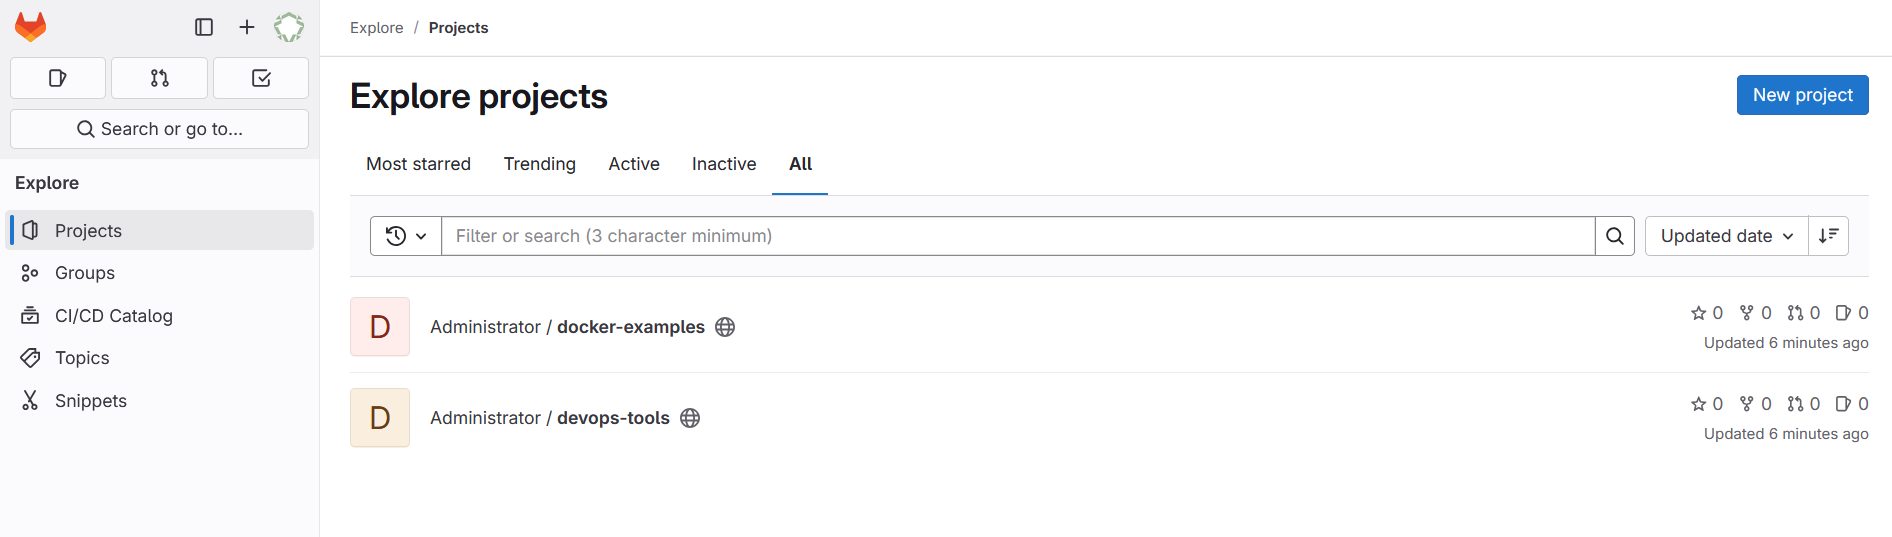 Explore / Projects
Search or go to...
Explore
Projects
Groups
CI/CD Catalog
Topics
Snippets
Explore projects
New project
Most starred Trending Active Inactive All
Filter or search (3 character minimum) Updated date
D Administrator / docker-examples 0 0 0 0
Updated 6 minutes ago
D Administrator / devops-tools 0 0 0 0
Updated 6 minutes ago